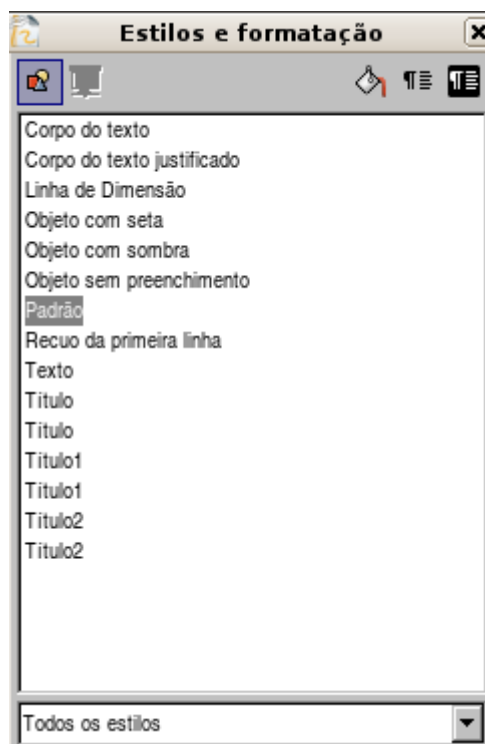 Estilos e formatação
Corpo do texto
Corpo do texto justificado
Linha de Dimensão
Objeto com seta
Objeto com sombra
Objeto sem preenchimento
Padrão
Recuo da primeira linha
Texto
Título
Título
Título1
Título1
Título2
Título2
Todos os estilos